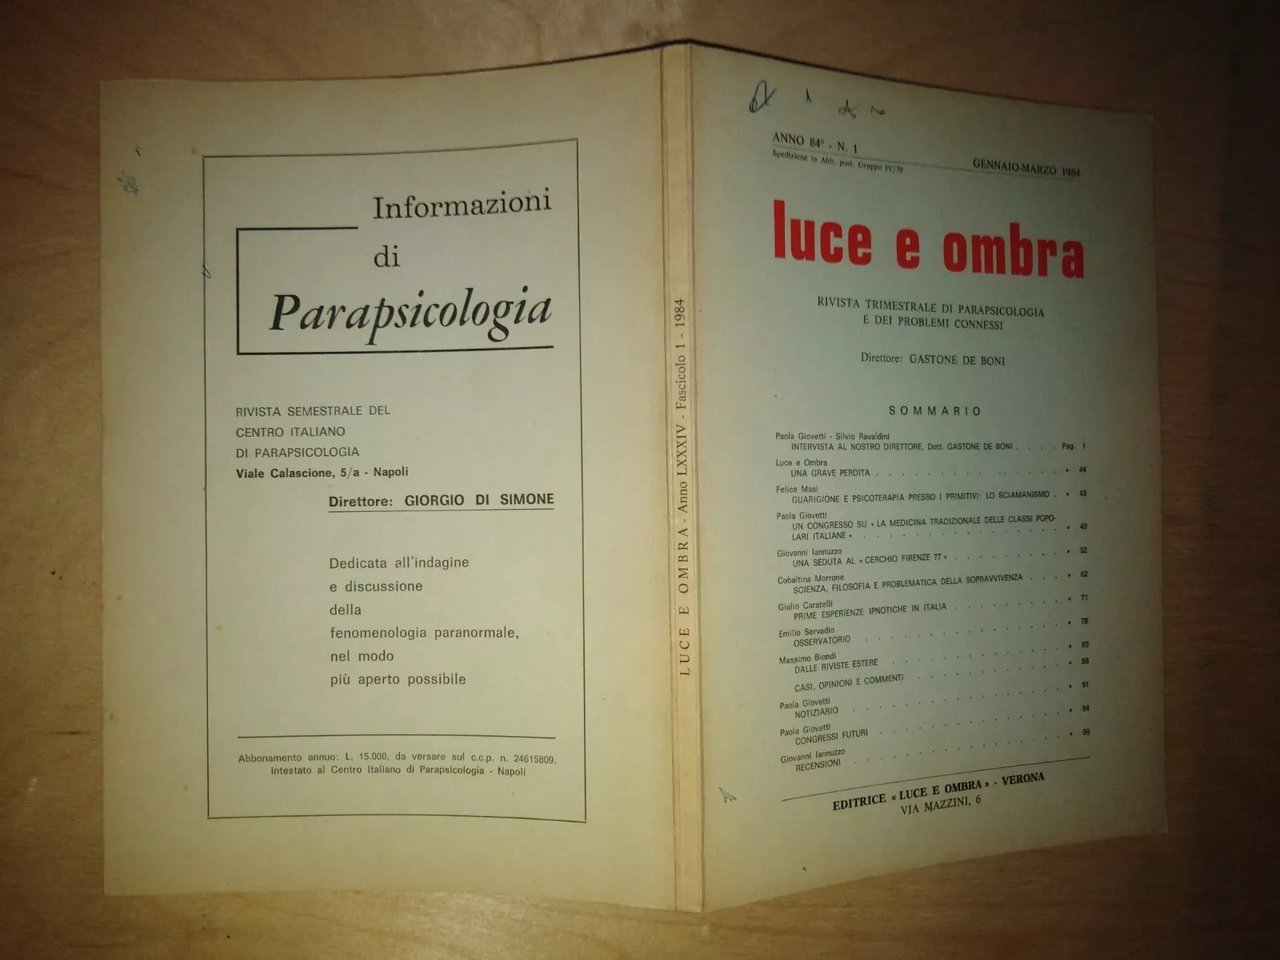 Informazioni
di
Parapsicologia
RIVISTA SEMESTRALE DEL
CENTRO ITALIANO
DI PARAPSICOLOGIA
Viale Calascione, 5/a - Napoli
Direttore: GIORGIO DI SIMONE
Dedicata all'indagine
e discussione
della
fenomenologia paranormale,
nel modo
più aperto possibile
Abbonamento annuo: L. 15.000, da versare sul c.c.p. n. 24615809,
intestato al Centro Italiano di Parapsicologia - Napoli
LUCE E OMBRA - Anno LXXXIV - Fascicolo 1 - 1984
ANNO 84° - N. 1
Spedizione in Abb. post. Gruppo IV/70
GENNAIO-MARZO 1984
luce e ombra
RIVISTA TRIMESTRALE DI PARAPSICOLOGIA
E DEI PROBLEMI CONNESSI
Direttore: GASTONE DE BONI
SOMMARIO
Paola Giovetti - Silvio Ravaldini
INTERVISTA AL NOSTRO DIRETTORE, Dott. GASTONE DE BONI . . . . . Pag. 1
Luce e Ombra
UNA GRAVE PERDITA . . . . . . . . . . . . . . » 44
Felice Masi
GUARIGIONE E PSICOTERAPIA PRESSO I PRIMITIVI: LO SCIAMANISMO . » 45
Paola Giovetti
UN CONGRESSO SU « LA MEDICINA TRADIZIONALE DELLE CLASSI POPO-
LARI ITALIANE » . . . . . . . . . . . . . . » 49
Giovanni Iannuzzo
UNA SEDUTA AL « CERCHIO FIRENZE 77 » . . . . . . . . » 52
Cobaltina Morrone
SCIENZA, FILOSOFIA E PROBLEMATICA DELLA SOPRAVVIVENZA . . . » 62
Giulio Caratelli
PRIME ESPERIENZE IPNOTICHE IN ITALIA . . . . . . . . » 71
Emilio Servadio
OSSERVATORIO . . . . . . . . . . . . . . » 78
Massimo Biondi
DALLE RIVISTE ESTERE . . . . . . . . . . . . » 83
CASI, OPINIONI E COMMENTI . . . . . . . . . . » 88
Paola Giovetti
NOTIZIARIO . . . . . . . . . . . . . . » 91
Paola Giovetti
CONGRESSI FUTURI . . . . . . . . . . . . » 94
Giovanni Iannuzzo
RECENSIONI . . . . . . . . . . . . . . » 96
EDITRICE « LUCE E OMBRA » - VERONA
VIA MAZZINI, 6